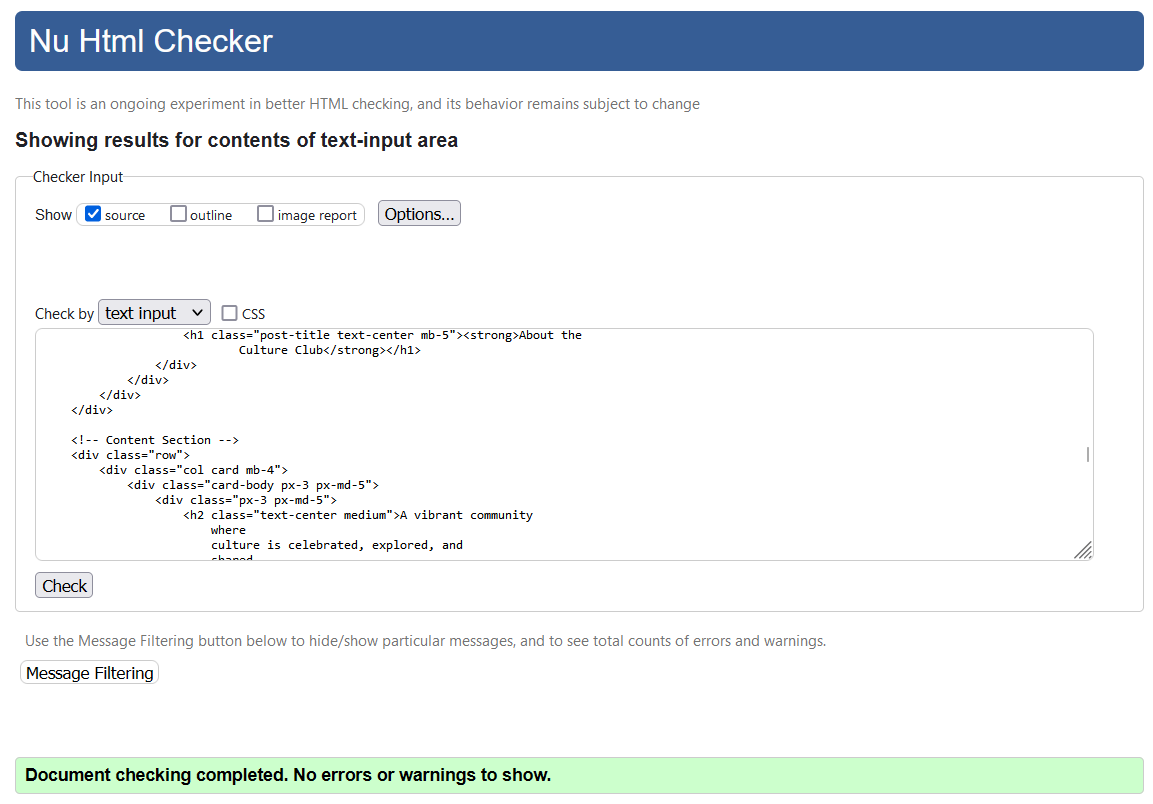 Nu Html Checker
This tool is an ongoing experiment in better HTML checking, and its behavior remains subject to change
Showing results for contents of text-input area
Checker Input
Show source outline image report Options...
Check by text input CSS
<h1 class="post-title text-center mb-5"><strong>About the
Culture Club</strong></h1>
</div>
</div>
</div>
</div>
<!-- Content Section -->
<div class="row">
<div class="col card mb-4">
<div class="card-body px-3 px-md-5">
<div class="px-3 px-md-5">
<h2 class="text-center medium">A vibrant community
where
culture is celebrated, explored, and
shared
Check
Use the Message Filtering button below to hide/show particular messages, and to see total counts of errors and warnings.
Message Filtering
Document checking completed. No errors or warnings to show.